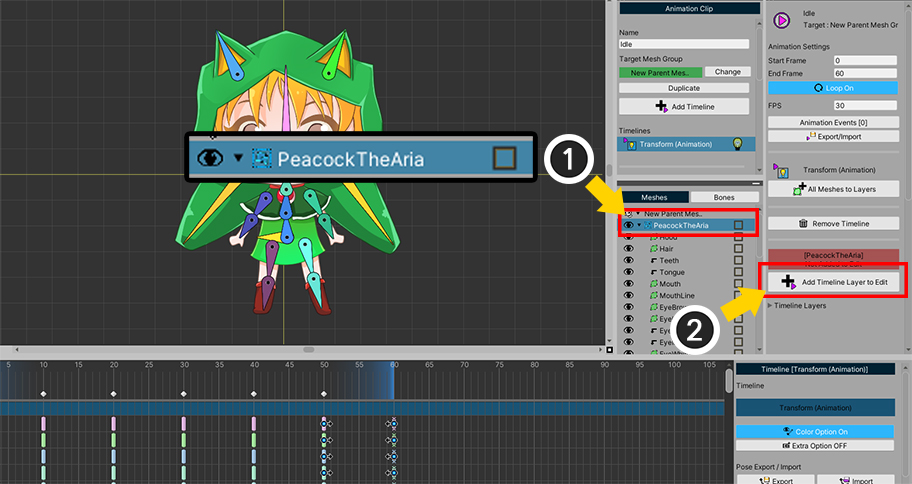 Animation Clip
Name
Idle
Target Mesh Group
New Parent Mes..
Change
Duplicate
Add Timeline
Timelines
Transform (Animation)
Idle
Target : New Parent Mesh Gr
Animation Settings
Start Frame
0
End Frame
60
Loop On
FPS
30
Animation Events [0]
Export/Import
Transform (Animation)
All Meshes to Layers
Remove Timeline
[PeacockTheAria]
Not Added to Edit
Add Timeline Layer to Edit
Timeline Layers
PeacockTheAria
1
Meshes
Bones
New Parent Mes..
PeacockTheAria
Hood
Hair
Teeth
Tongue
Mouth
MouthLine
EyeBro
Eye
Eye
Eye
2
5 10 15 20 25 30 35 40 45 50 55 60 65 70 75 80 85 90 95 100 105
Timeline [Transform (Animation)]
Timeline
Transform (Animation)
Color Option On
Extra Option OFF
Pose Export / Import
Export
Import